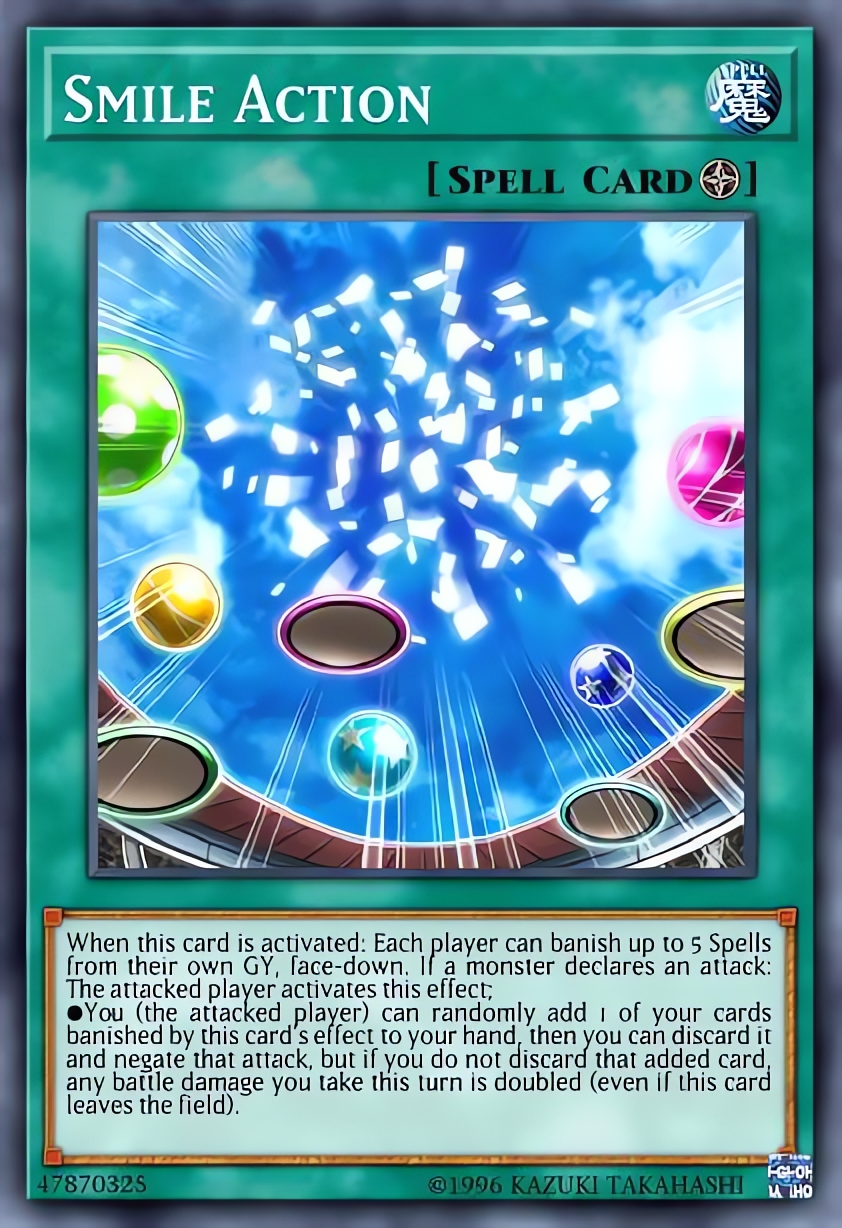 Smile Action
魔
[Spell Card]
When this card is activated: Each player can banish up to 5 Spells
from their own GY, face-down. If a monster declares an attack:
The attacked player activates this effect;
●You (the attacked player) can randomly add 1 of your cards
banished by this card's effect to your hand, then you can discard it
and negate that attack, but if you do not discard that added card,
any battle damage you take this turn is doubled (even if this card
leaves the field).
47870325
©1996 KAZUKI TAKAHASHI